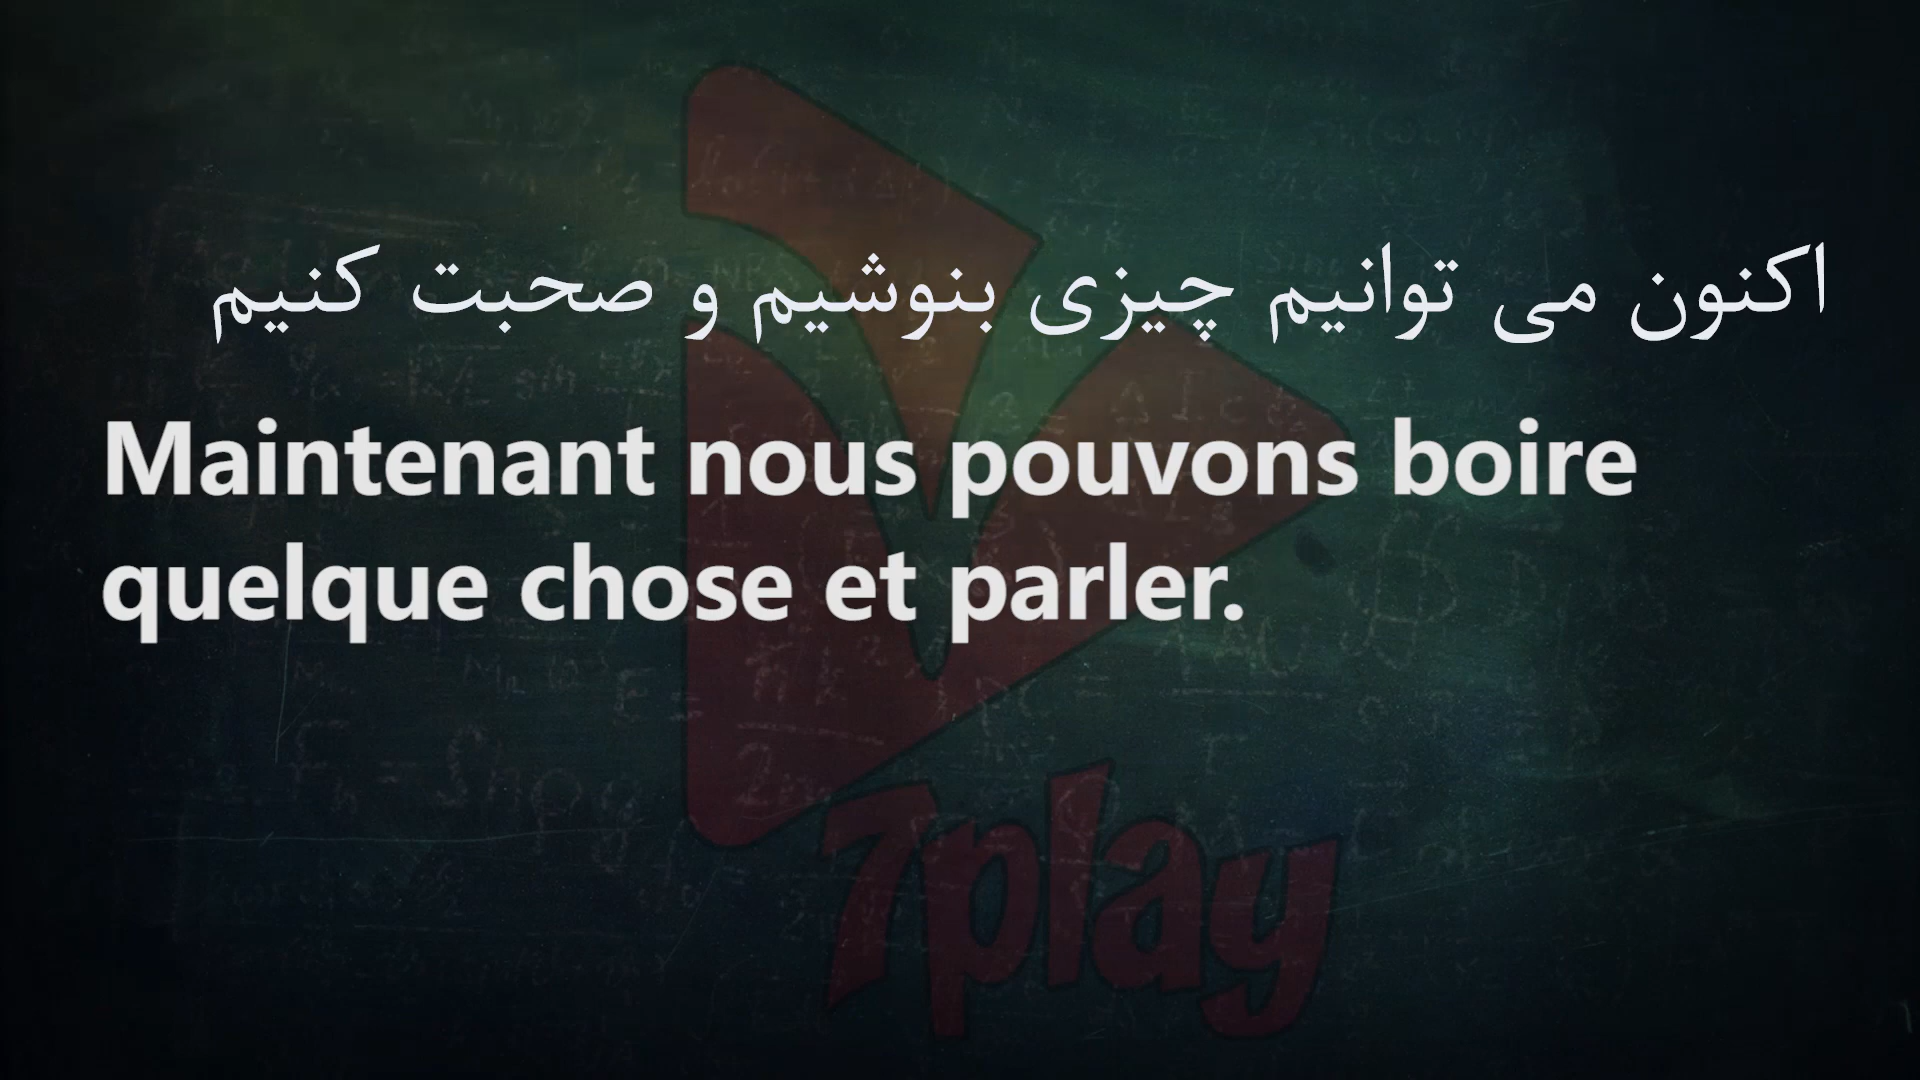 اکنون می توانیم چیزی بنوشیم و صحبت کنیم
Maintenant nous pouvons boire
quelque chose et parler.
7play